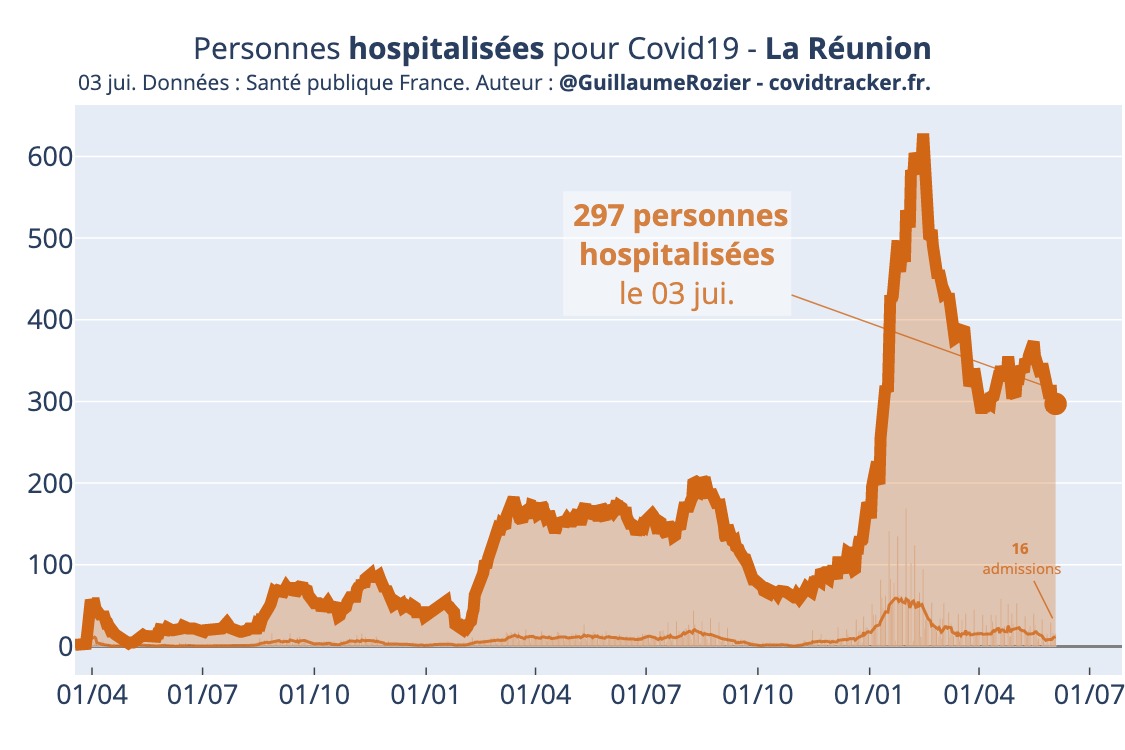 Personnes hospitalisées pour Covid19 - La Réunion
03 jui. Données : Santé publique France. Auteur : @GuillaumeRozier - covidtracker.fr.
600
500
400
300
200
100
0
297 personnes
hospitalisées
le 03 jui.
16
admissions
01/04 01/07 01/10 01/01 01/04 01/07 01/10 01/01 01/04 01/07